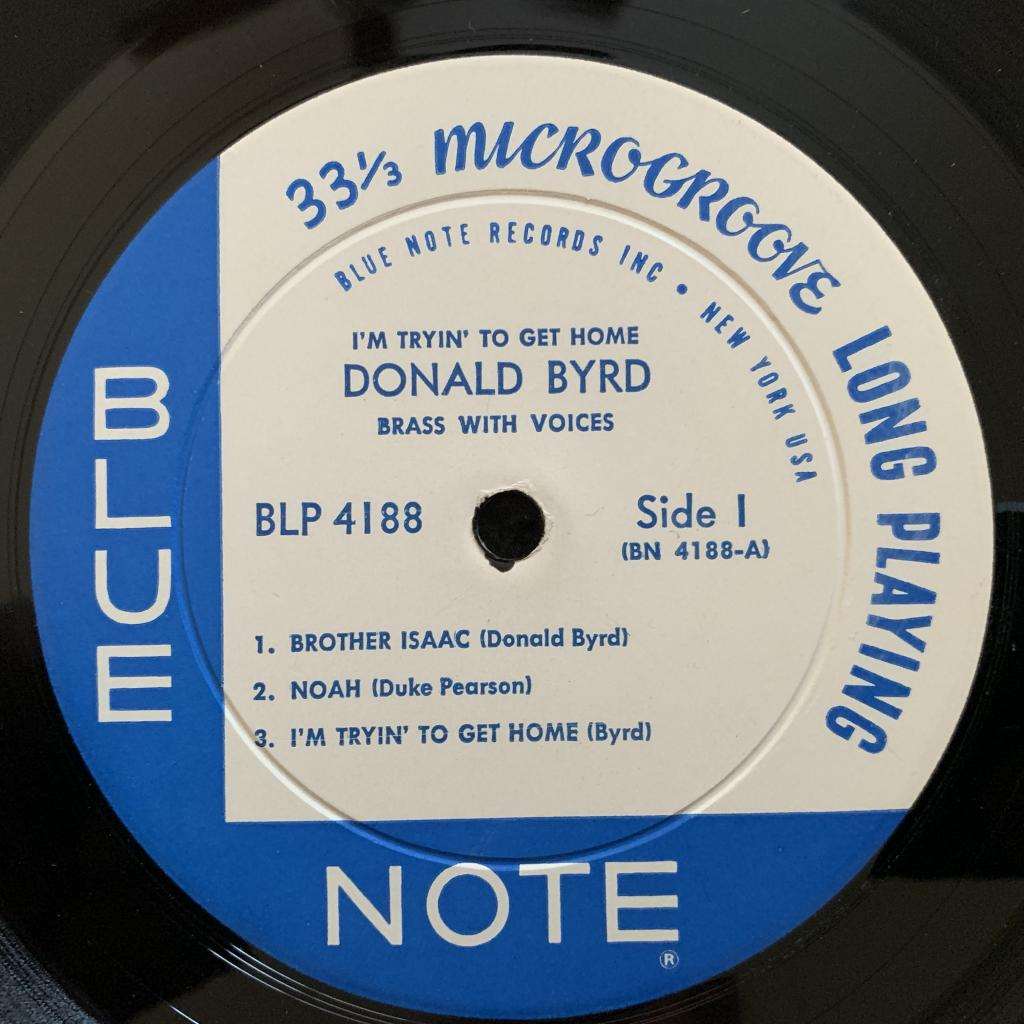 33⅓ MICROGROOVE LONG PLAYING
BLUE NOTE RECORDS INC • NEW YORK USA
I'M TRYIN' TO GET HOME
DONALD BYRD
BRASS WITH VOICES
BLP 4188
Side 1
(BN 4188-A)
1. BROTHER ISAAC (Donald Byrd)
2. NOAH (Duke Pearson)
3. I'M TRYIN' TO GET HOME (Byrd)
BLUE
NOTE
®